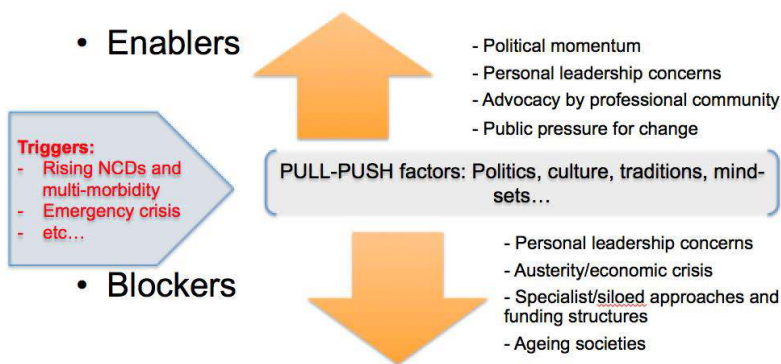 • Enablers
- Political momentum
- Personal leadership concerns
- Advocacy by professional community
- Public pressure for change
Triggers:
- Rising NCDs and
multi-morbidity
- Emergency crisis
- etc...
PULL-PUSH factors: Politics, culture, traditions, mind-
sets...
• Blockers
- Personal leadership concerns
- Austerity/economic crisis
- Specialist/siloed approaches and
funding structures
- Ageing societies